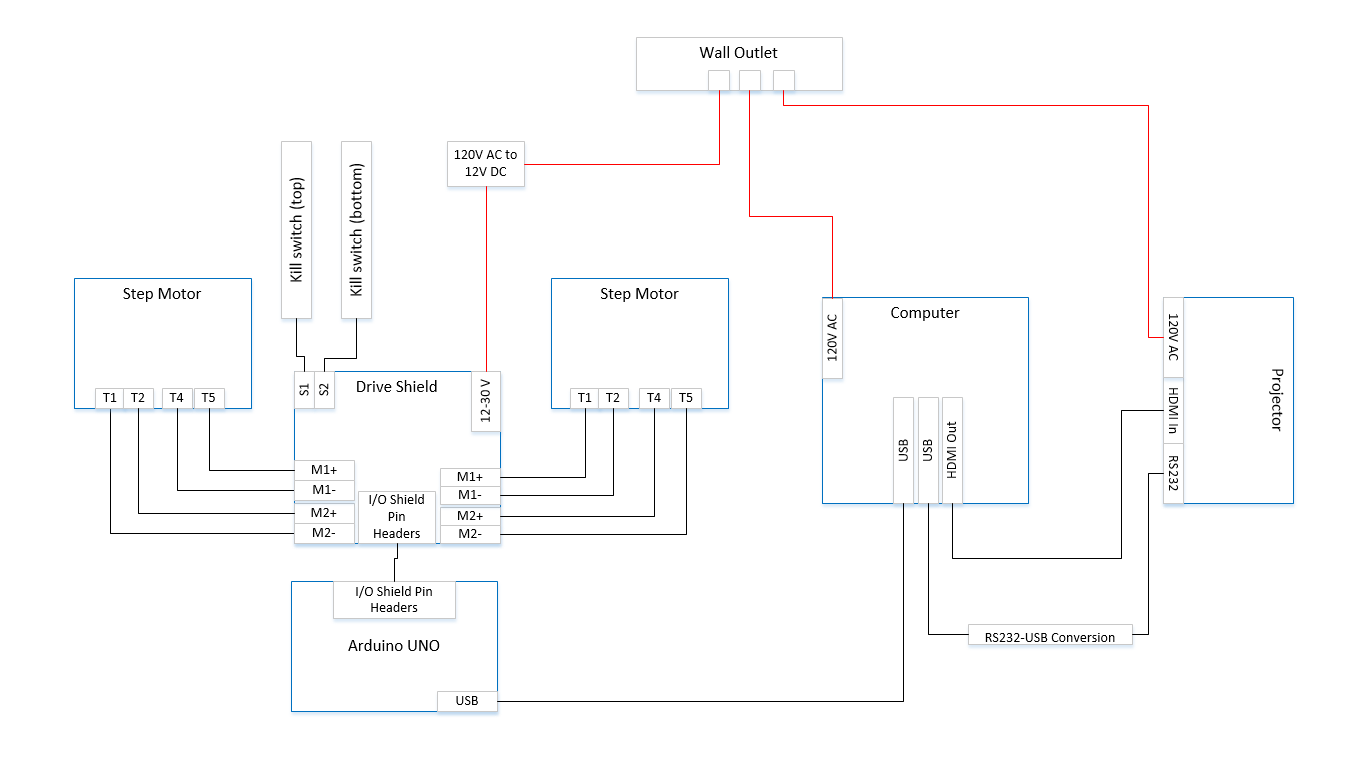 Wall Outlet
120V AC to
12V DC
Kill switch (top)
Kill switch (bottom)
Step Motor
T1
T2
T4
T5
Step Motor
T1
T2
T4
T5
Drive Shield
S1
S2
12-30 V
M1+
M1-
M2+
M2-
I/O Shield
Pin
Headers
M1+
M1-
M2+
M2-
I/O Shield Pin
Headers
Arduino UNO
USB
Computer
120V AC
USB
USB
HDMI Out
Projector
120V AC
HDMI In
RS232
RS232-USB Conversion